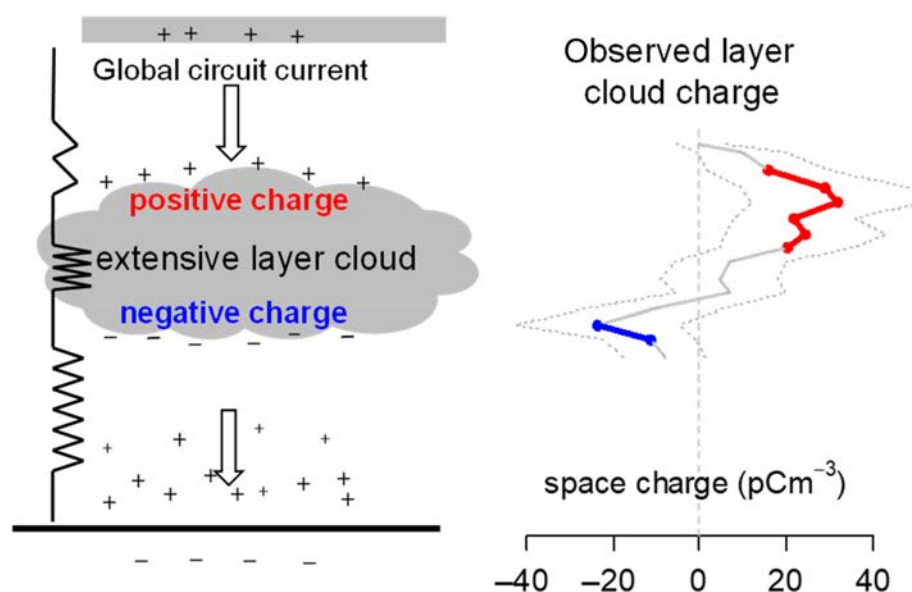 Global circuit current
positive charge
extensive layer cloud
negative charge
Observed layer
cloud charge
space charge (pCm⁻³)
−40 −20 0 20 40